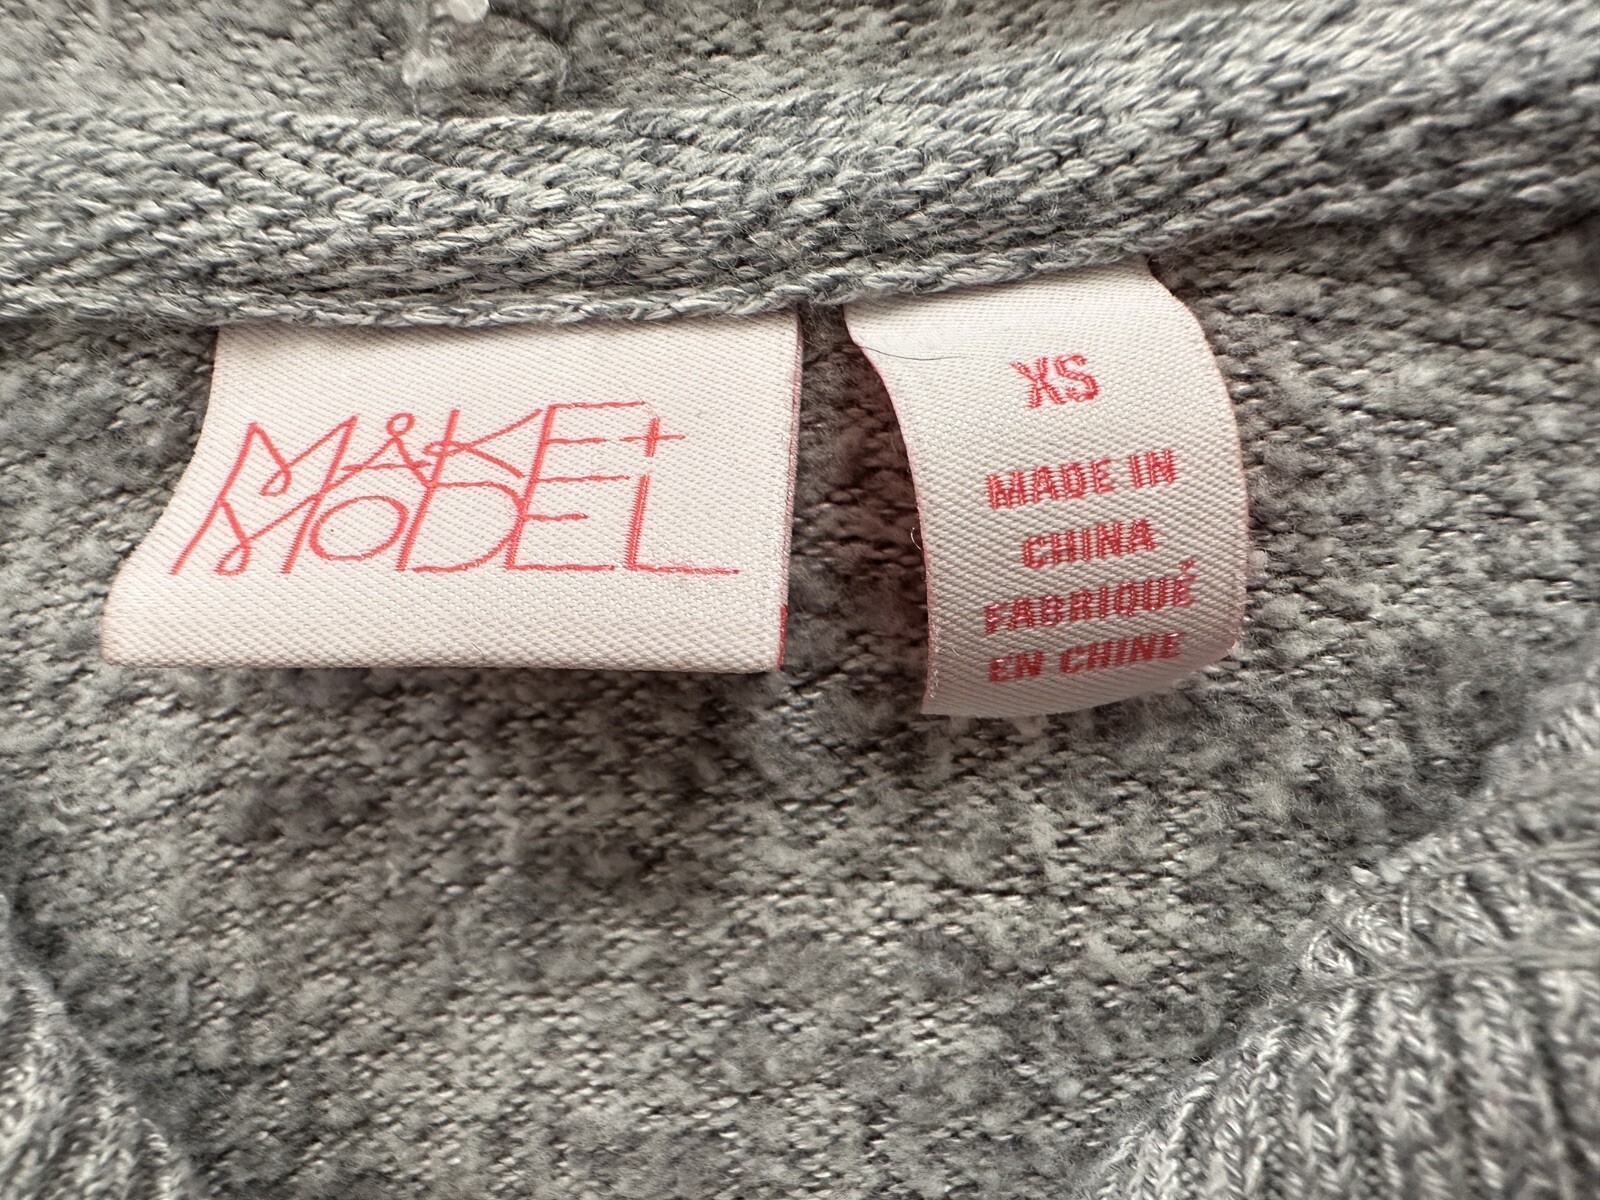 MAKE+
MODEL
XS
MADE IN
CHINA
FABRIQUÉ
EN CHINE